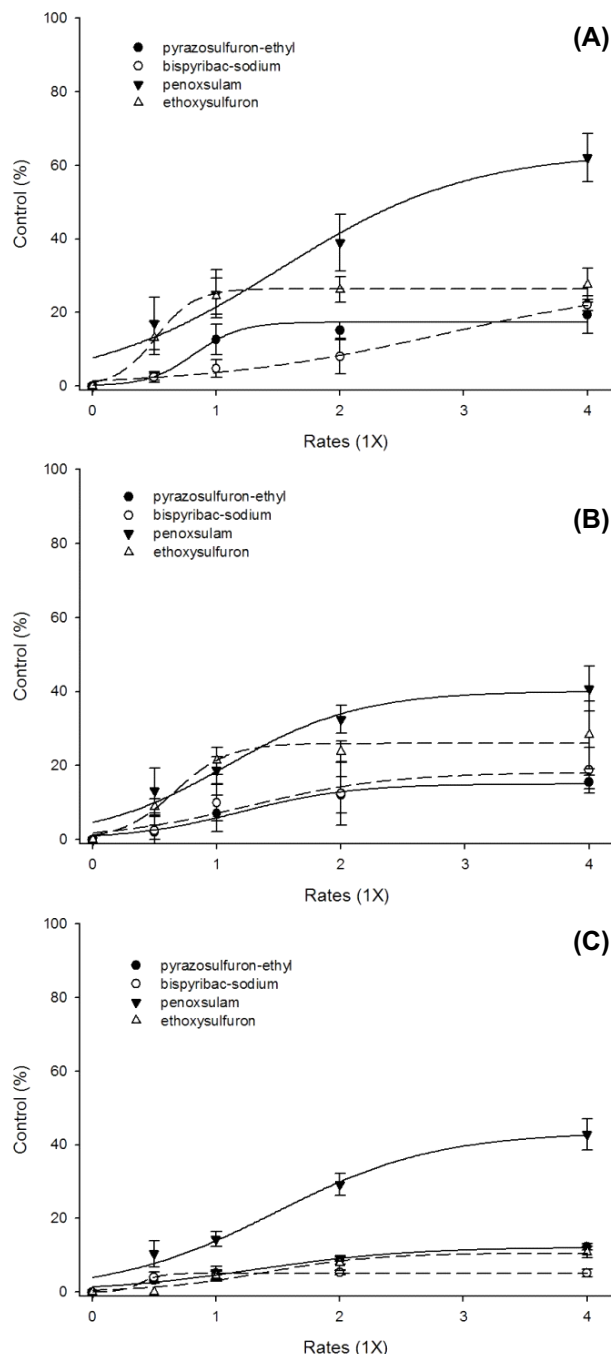 100
(A)
pyrazosulfuron-ethyl
bispyribac-sodium
penoxsulam
ethoxysulfuron
80
60
40
20
0
Control (%)
0 1 2 3 4
Rates (1X)
100
(B)
pyrazosulfuron-ethyl
bispyribac-sodium
penoxsulam
ethoxysulfuron
80
60
40
20
0
Control (%)
0 1 2 3 4
Rates (1X)
100
(C)
pyrazosulfuron-ethyl
bispyribac-sodium
penoxsulam
ethoxysulfuron
80
60
40
20
0
Control (%)
0 1 2 3 4
Rates (1X)